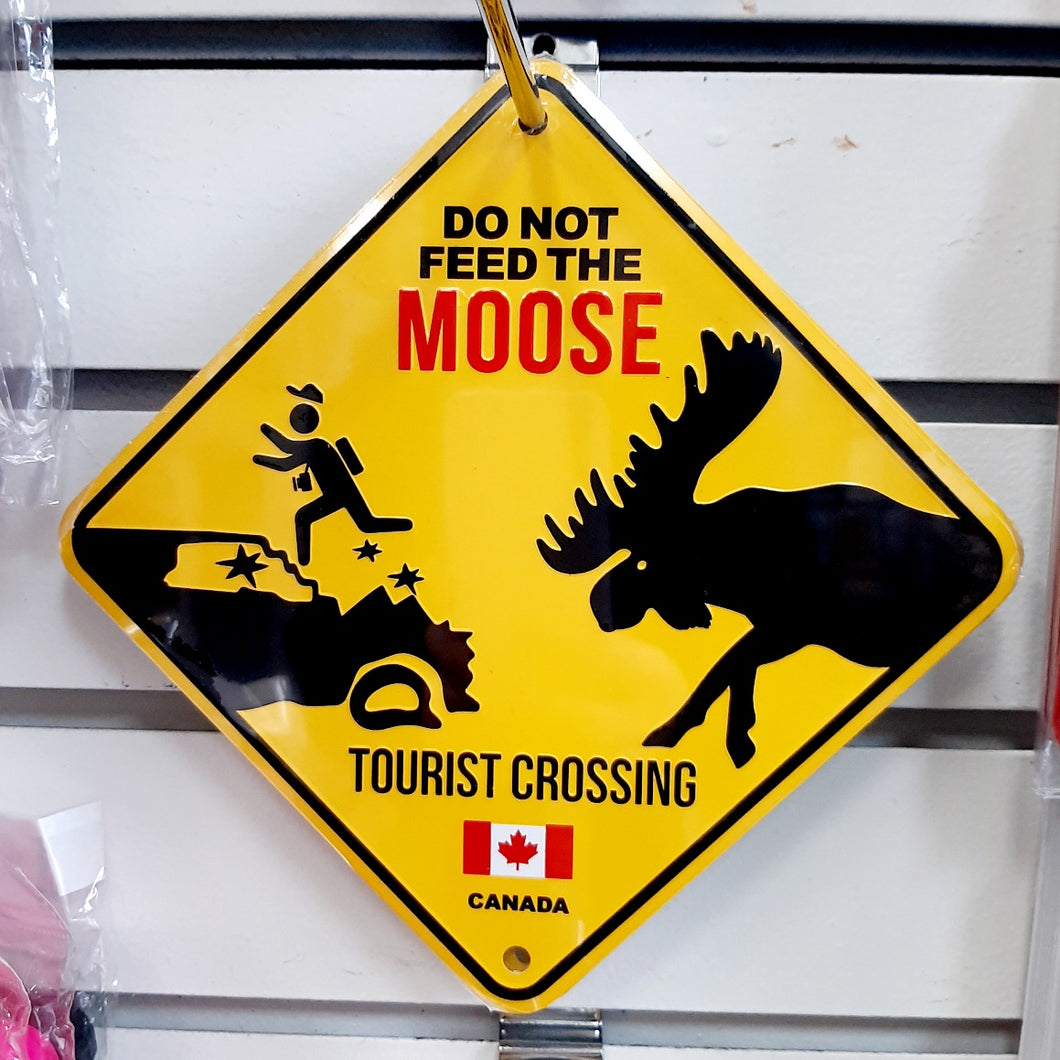 DO NOT
FEED THE
MOOSE
TOURIST CROSSING
CANADA